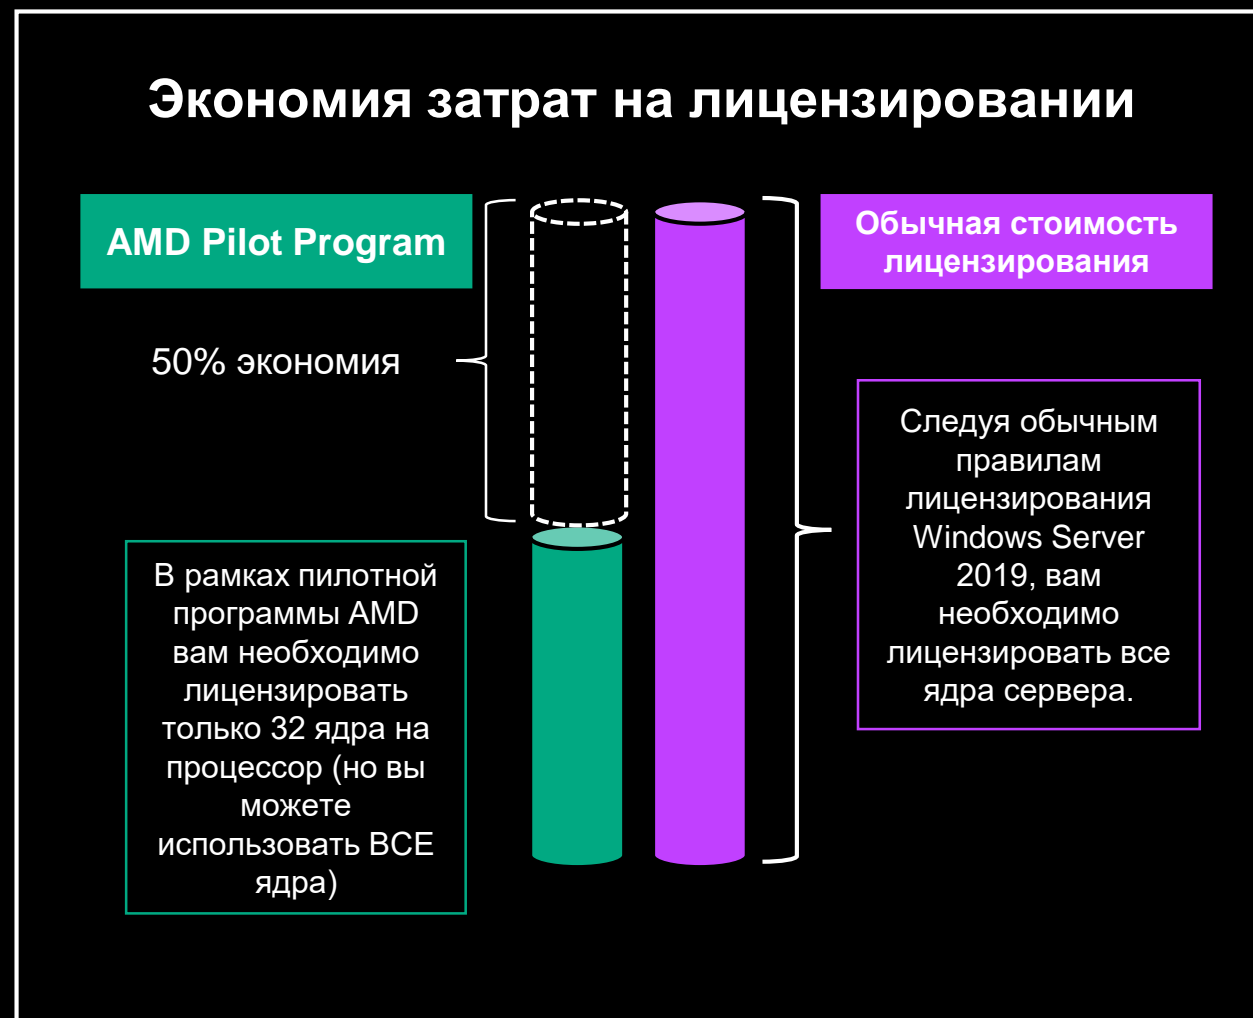 Экономия затрат на лицензировании
AMD Pilot Program
50% экономия
В рамках пилотной
программы AMD
вам необходимо
лицензировать
только 32 ядра на
процессор (но вы
можете
использовать ВСЕ
ядра)
Обычная стоимость
лицензирования
Следуя обычным
правилам
лицензирования
Windows Server
2019, вам
необходимо
лицензировать все
ядра сервера.